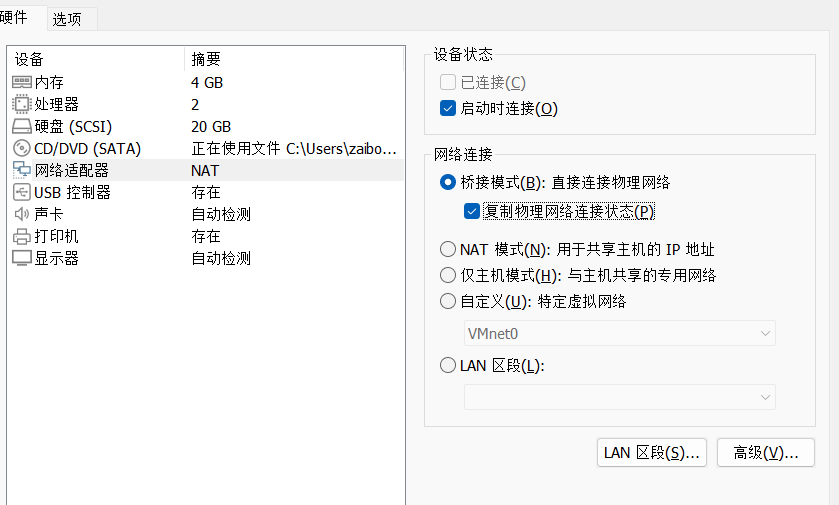 硬件 选项
设备 摘要
内存 4 GB
处理器 2
硬盘 (SCSI) 20 GB
CD/DVD (SATA) 正在使用文件 C:\Users\zaibo...
网络适配器 NAT
USB 控制器 存在
声卡 自动检测
打印机 存在
显示器 自动检测
设备状态
已连接(C)
启动时连接(O)
网络连接
桥接模式(B): 直接连接物理网络
复制物理网络连接状态(P)
NAT 模式(N): 用于共享主机的 IP 地址
仅主机模式(H): 与主机共享的专用网络
自定义(U): 特定虚拟网络
VMnet0
LAN 区段(L):
LAN 区段(S)... 高级(V)...